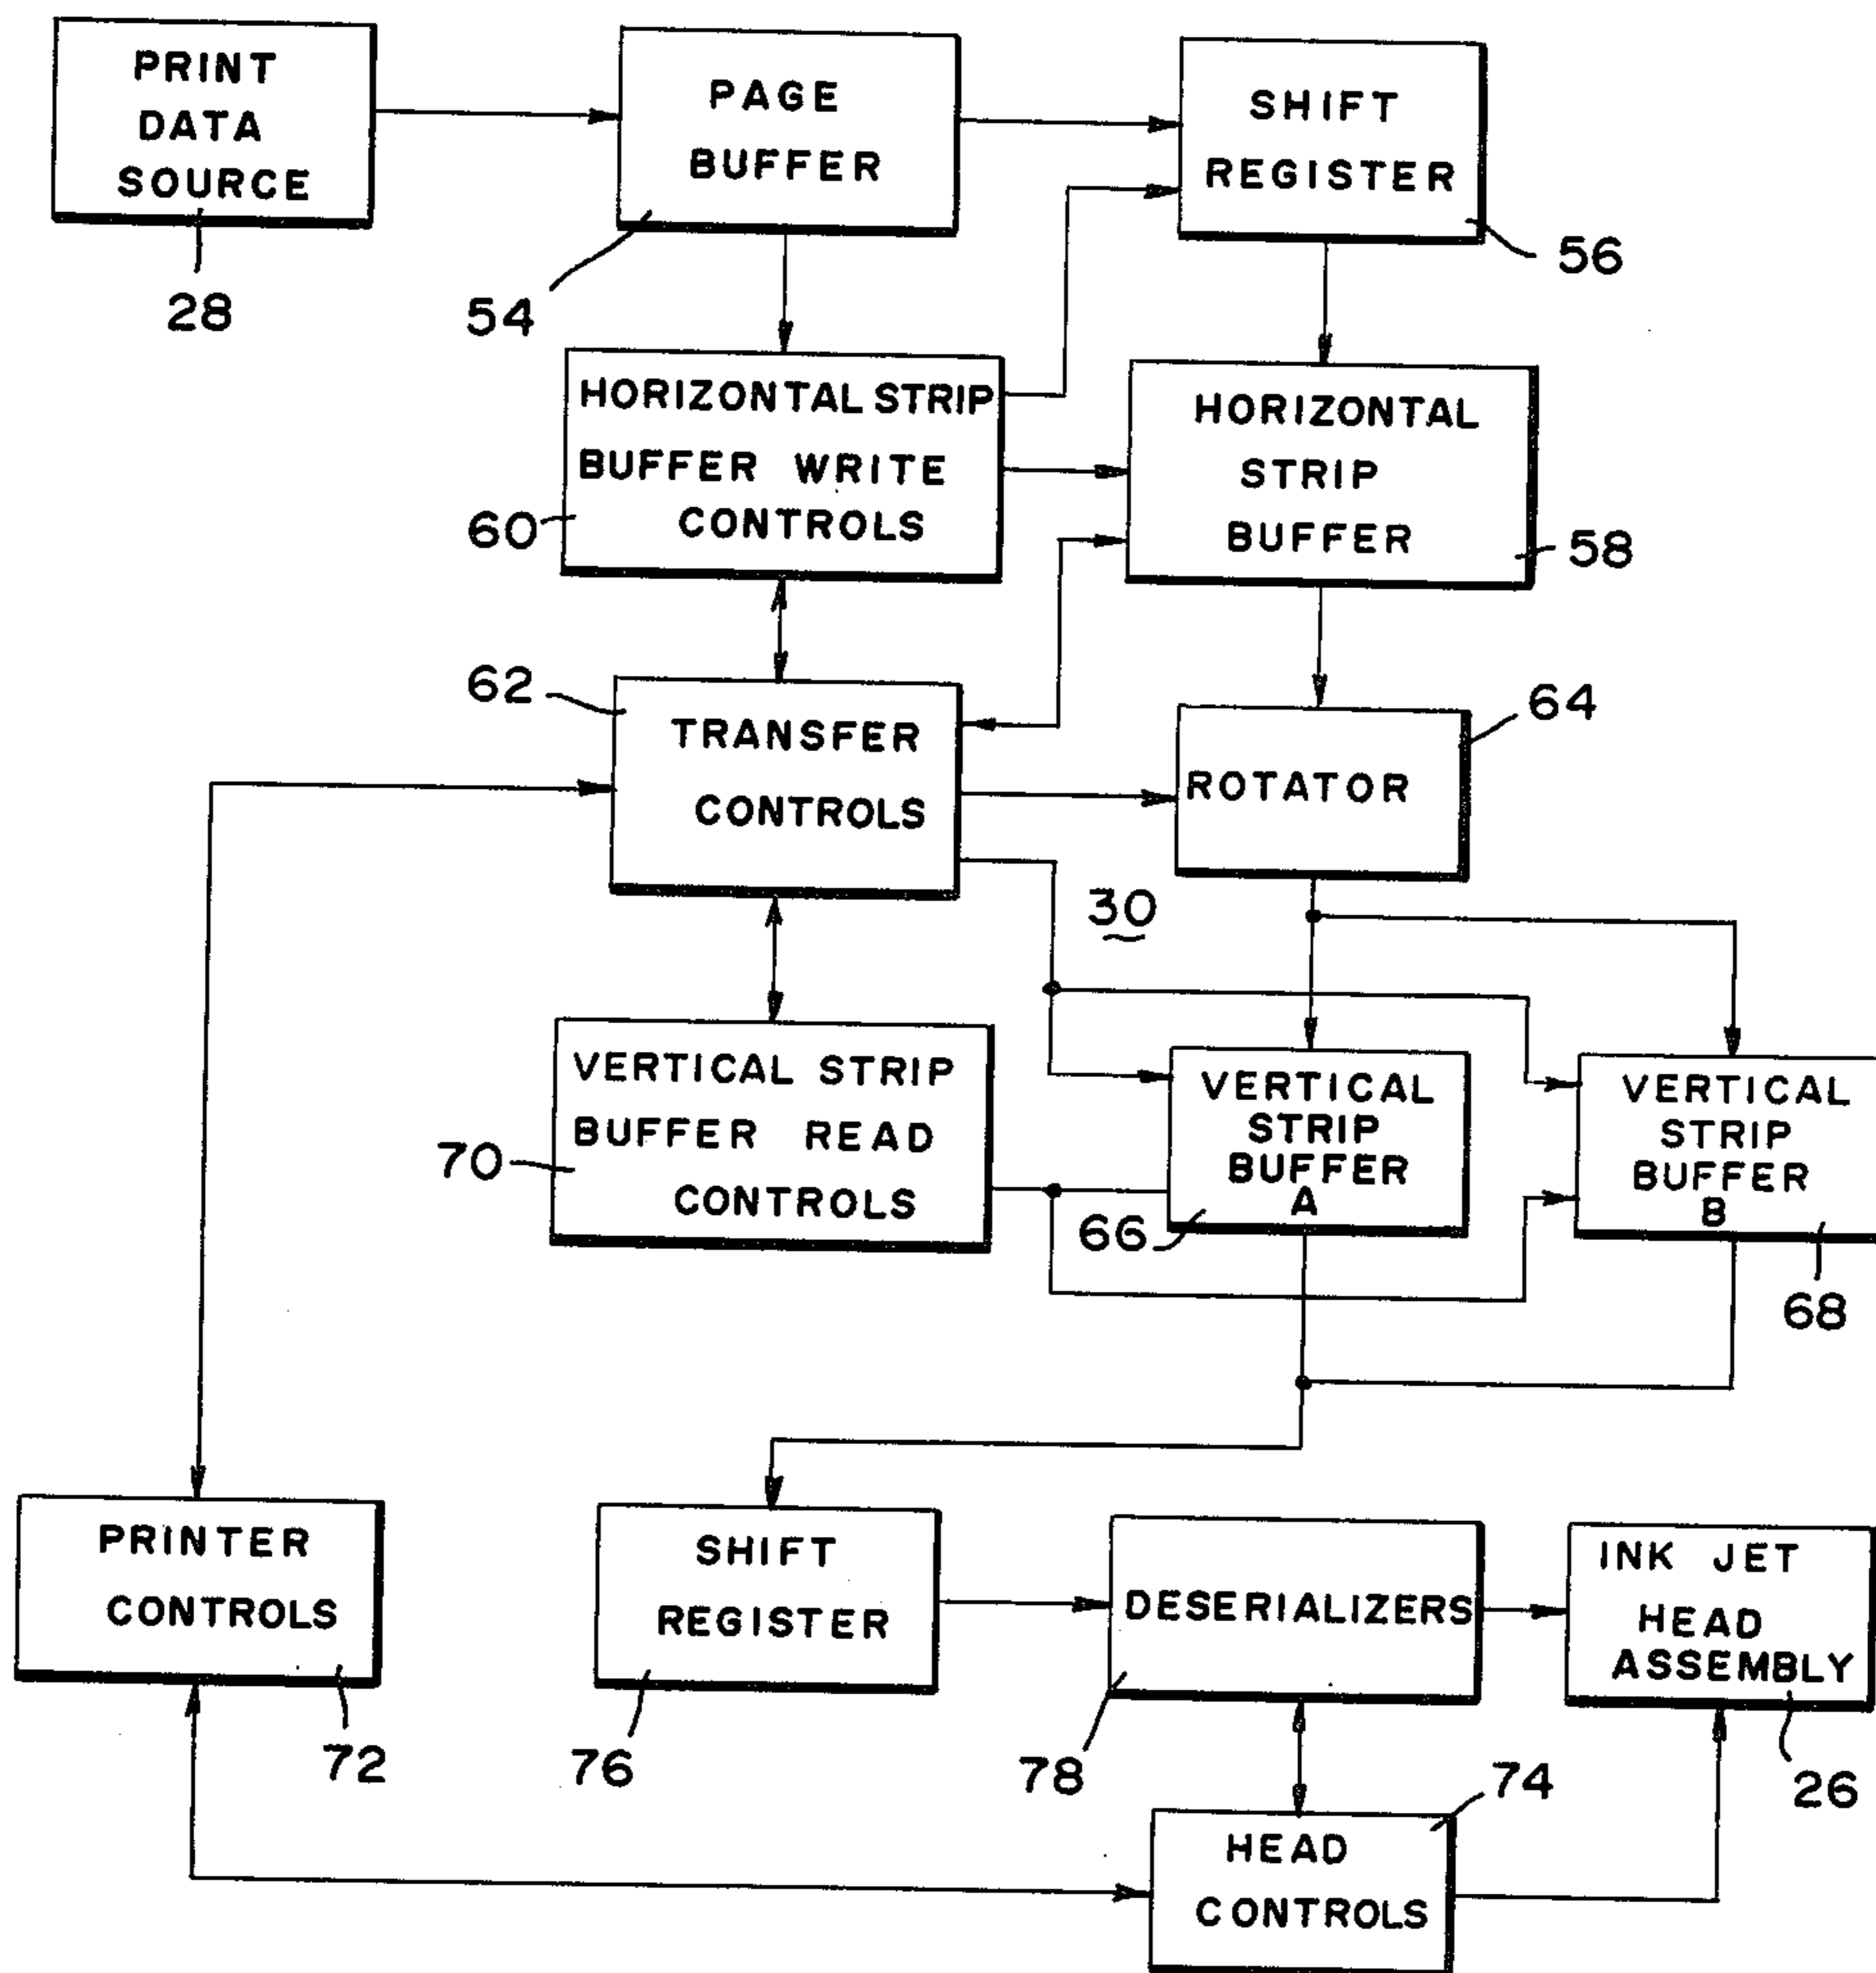 PRINT
DATA
SOURCE
28
PAGE
BUFFER
54
SHIFT
REGISTER
56
HORIZONTAL STRIP
BUFFER WRITE
CONTROLS
60
HORIZONTAL
STRIP
BUFFER
58
62
TRANSFER
CONTROLS
ROTATOR
64
30
VERTICAL STRIP
BUFFER READ
CONTROLS
70
VERTICAL
STRIP
BUFFER
A
66
VERTICAL
STRIP
BUFFER
B
68
PRINTER
CONTROLS
72
SHIFT
REGISTER
76
DESERIALIZERS
78
INK JET
HEAD
ASSEMBLY
26
HEAD
CONTROLS
74